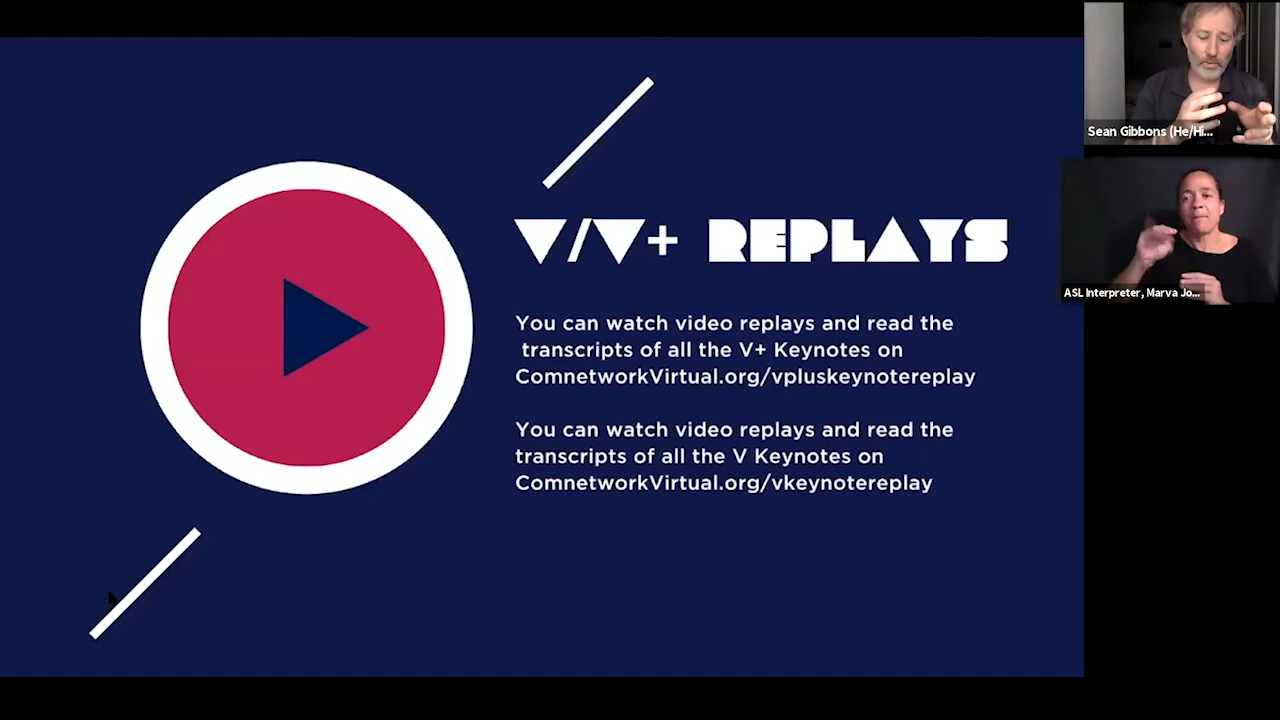 V/V+ REPLAYS
You can watch video replays and read the
transcripts of all the V+ Keynotes on
ComnetworkVirtual.org/vpluskeynotereplay
You can watch video replays and read the
transcripts of all the V Keynotes on
ComnetworkVirtual.org/vkeynotereplay
Sean Gibbons (He/Hi...
ASL Interpreter, Marva Jo...